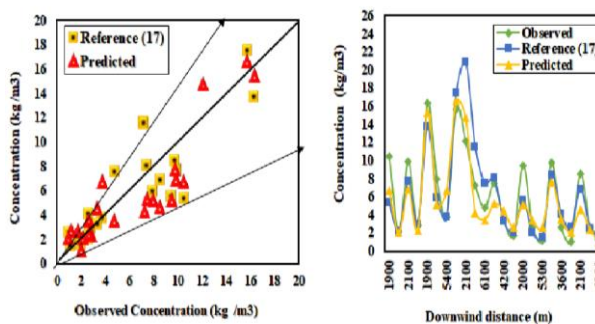 20
18
16
14
12
10
8
6
4
2
0
Concentration (kg /m3)
Reference (17)
Predicted
0 2 4 6 8 10 12 14 16 18 20
Observed Concentration (kg /m3)
26
24
22
20
18
16
14
12
10
8
6
4
2
0
Concentration (kg/m3)
Observed
Reference (17)
Predicted
1900 2100 1900 5400 2100 6100 4200 2000 5300 3600 2100
Downwind distance (m)